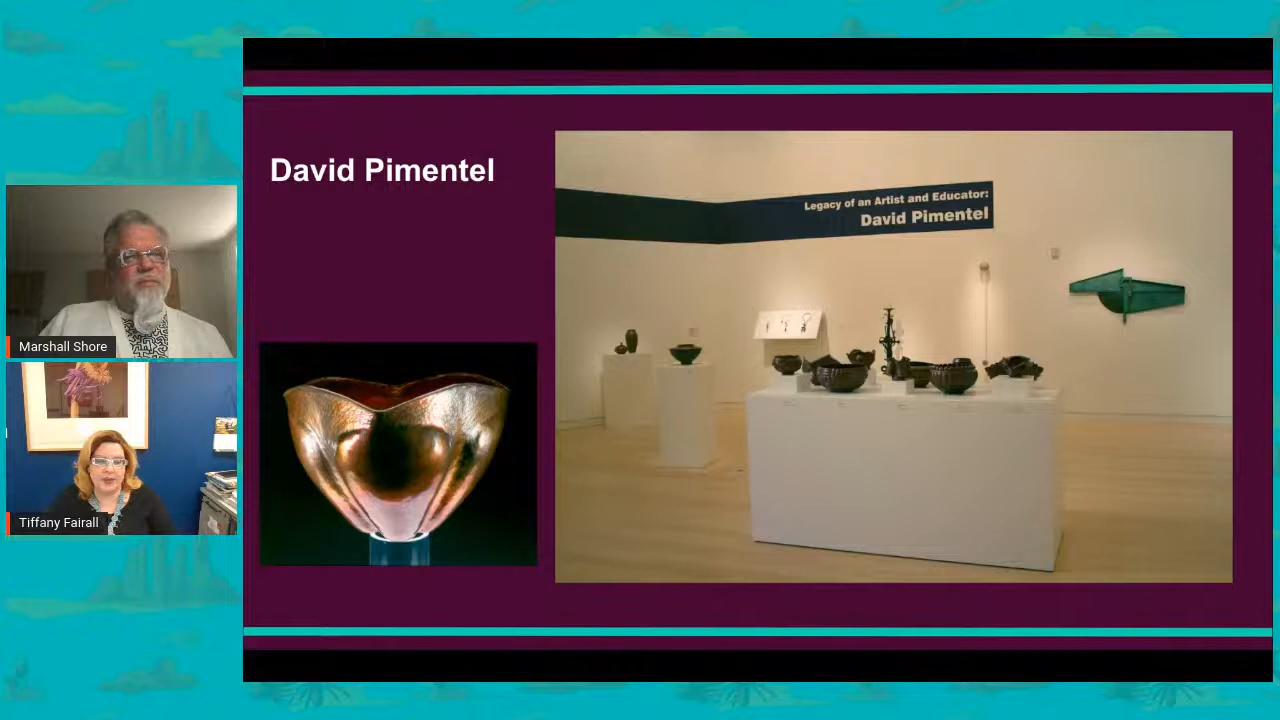 David Pimentel
Legacy of an Artist and Educator:
David Pimentel
Marshall Shore
Tiffany Fairall